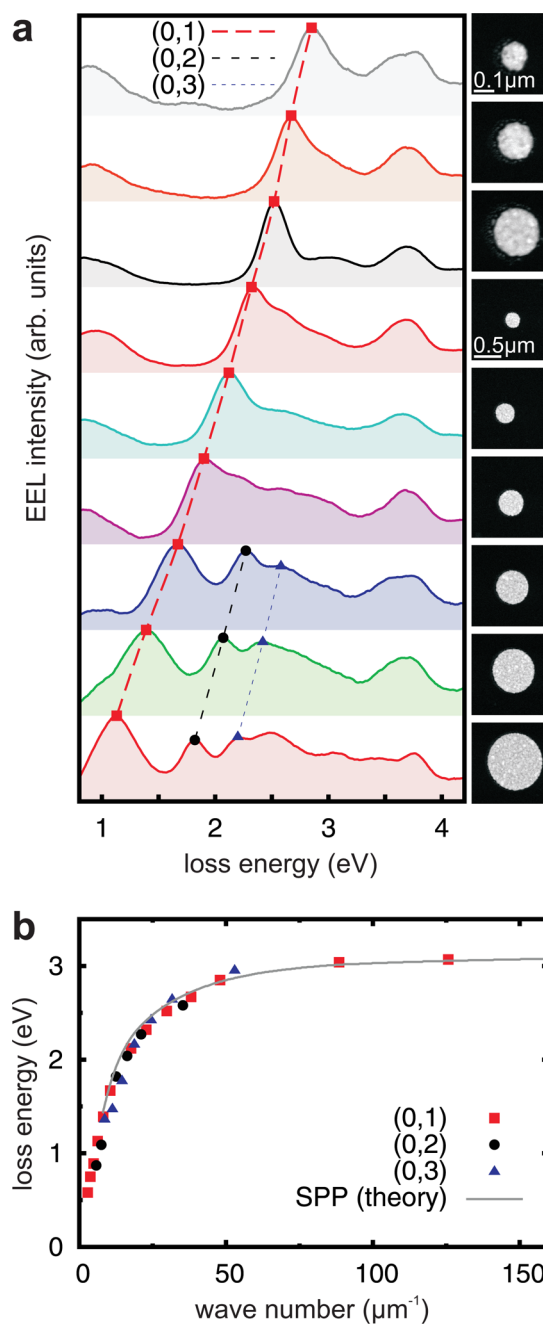 a
(0,1)
(0,2)
(0,3)
0.1μm
0.5μm
EEL intensity (arb. units)
1 2 3 4
loss energy (eV)
b
3
2
1
0
loss energy (eV)
(0,1)
(0,2)
(0,3)
SPP (theory)
0 50 100 150
wave number (μm⁻¹)